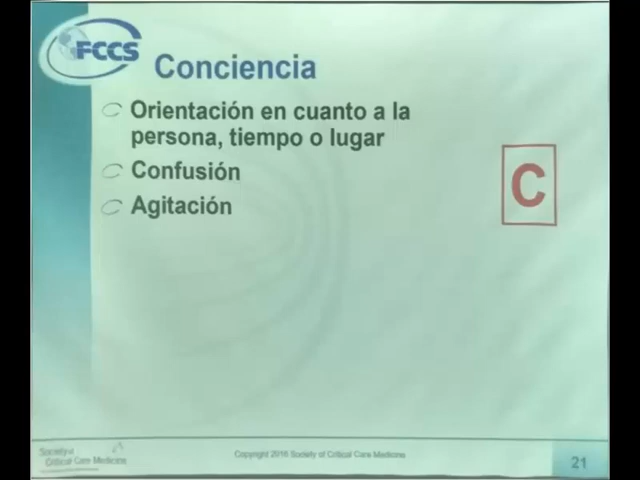 FCCS
Conciencia
Orientación en cuanto a la
persona, tiempo o lugar
Confusión
Agitación
C
Society of
Critical Care Medicine
Copyright 2016 Society of Critical Care Medicine
21